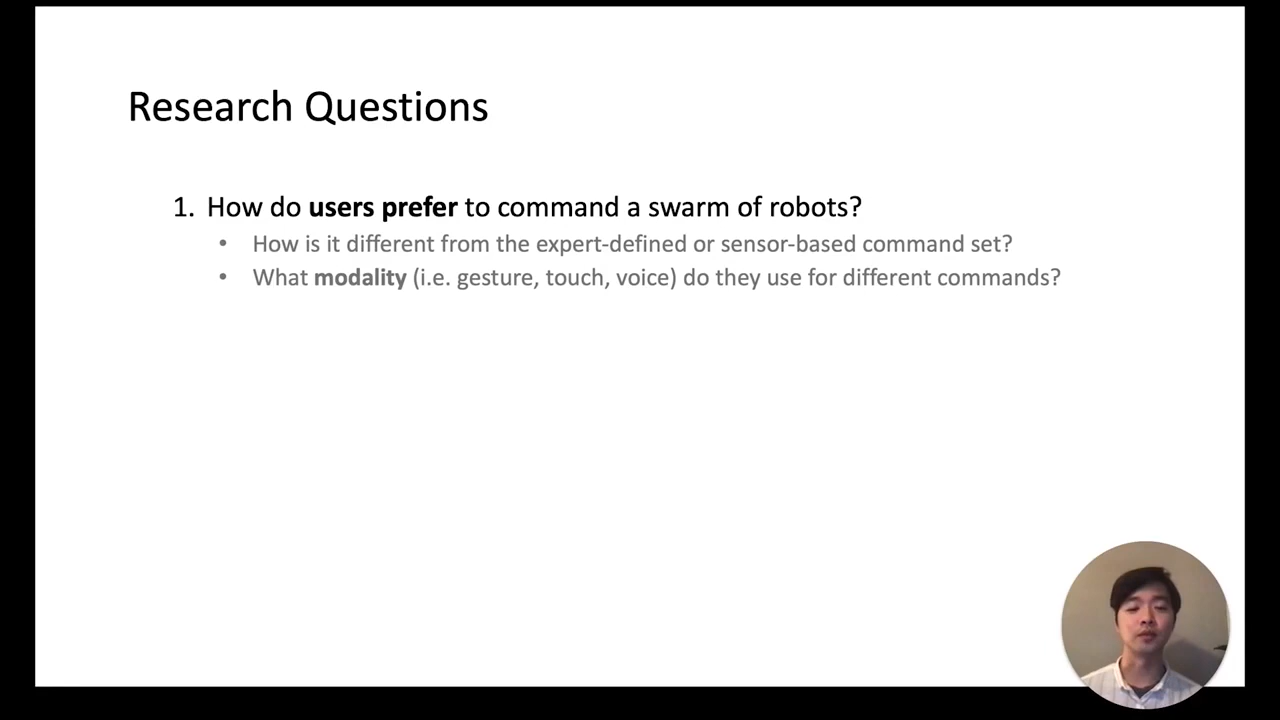 Research Questions
1. How do users prefer to command a swarm of robots?
• How is it different from the expert-defined or sensor-based command set?
• What modality (i.e. gesture, touch, voice) do they use for different commands?